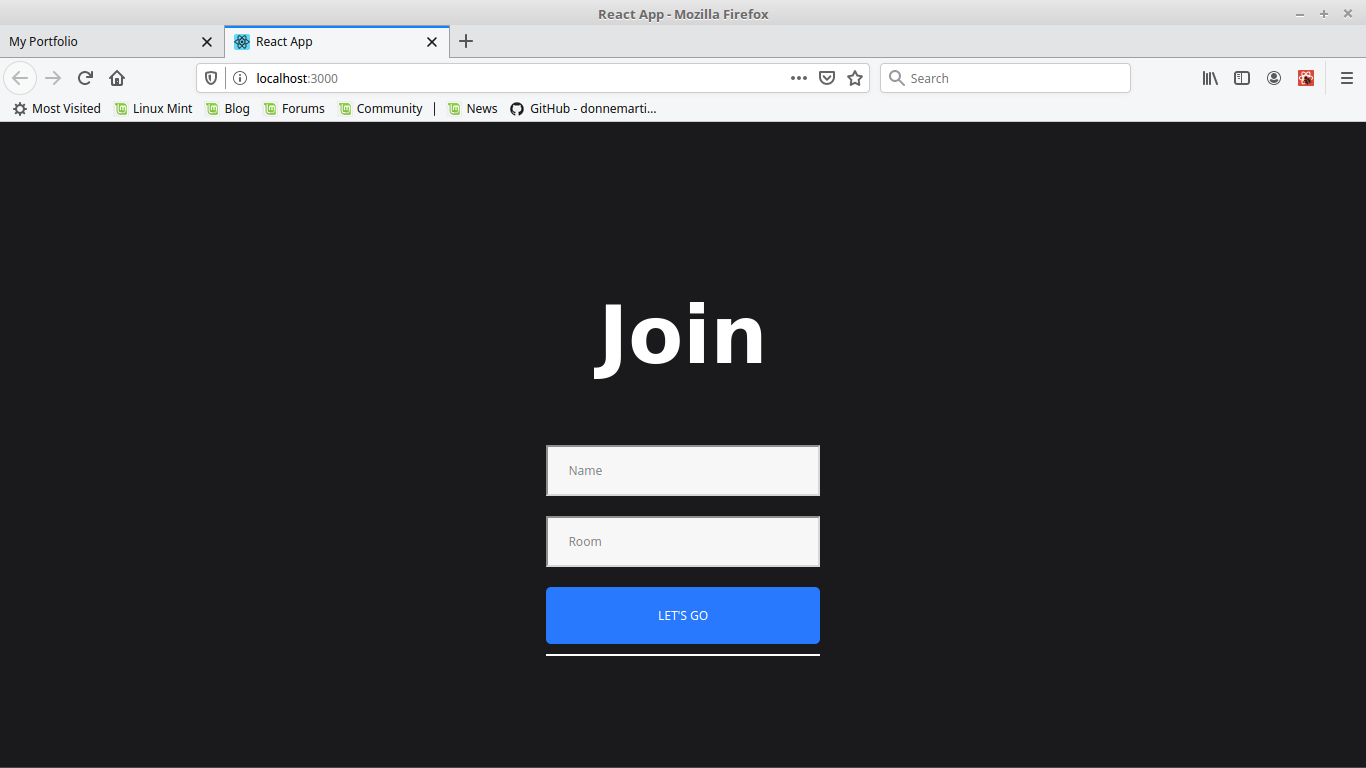 React App - Mozilla Firefox
My Portfolio React App
localhost:3000 Search
Most Visited Linux Mint Blog Forums Community | News GitHub - donnemarti...
Join
Name
Room
LET'S GO